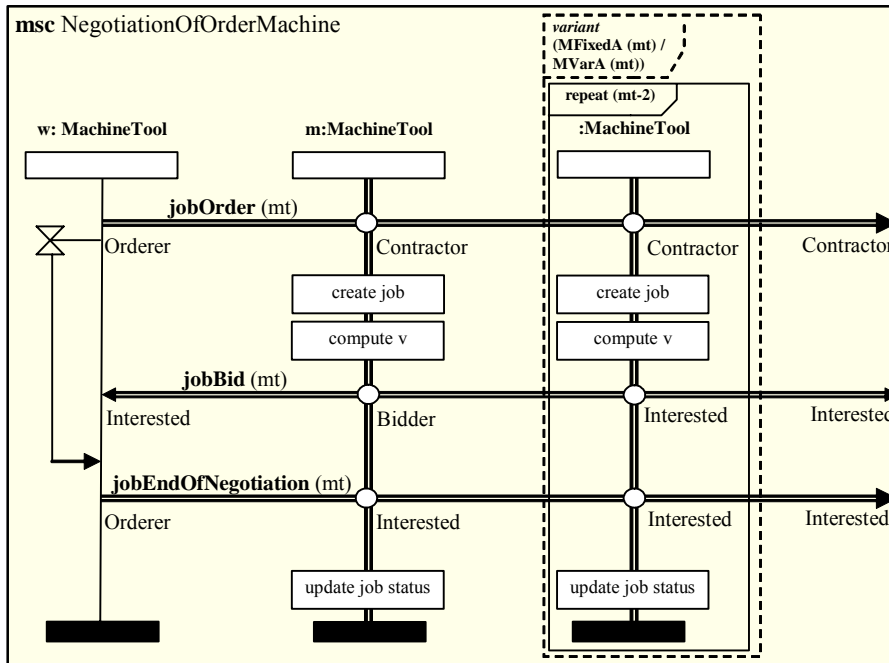 msc NegotiationOfOrderMachine
variant
(MFixedA (mt) /
MVarA (mt))
repeat (mt-2)
w: MachineTool
m:MachineTool
:MachineTool
jobOrder (mt)
Orderer
Contractor
Contractor
Contractor
create job
create job
compute v
compute v
jobBid (mt)
Interested
Bidder
Interested
Interested
jobEndOfNegotiation (mt)
Orderer
Interested
Interested
Interested
update job status
update job status